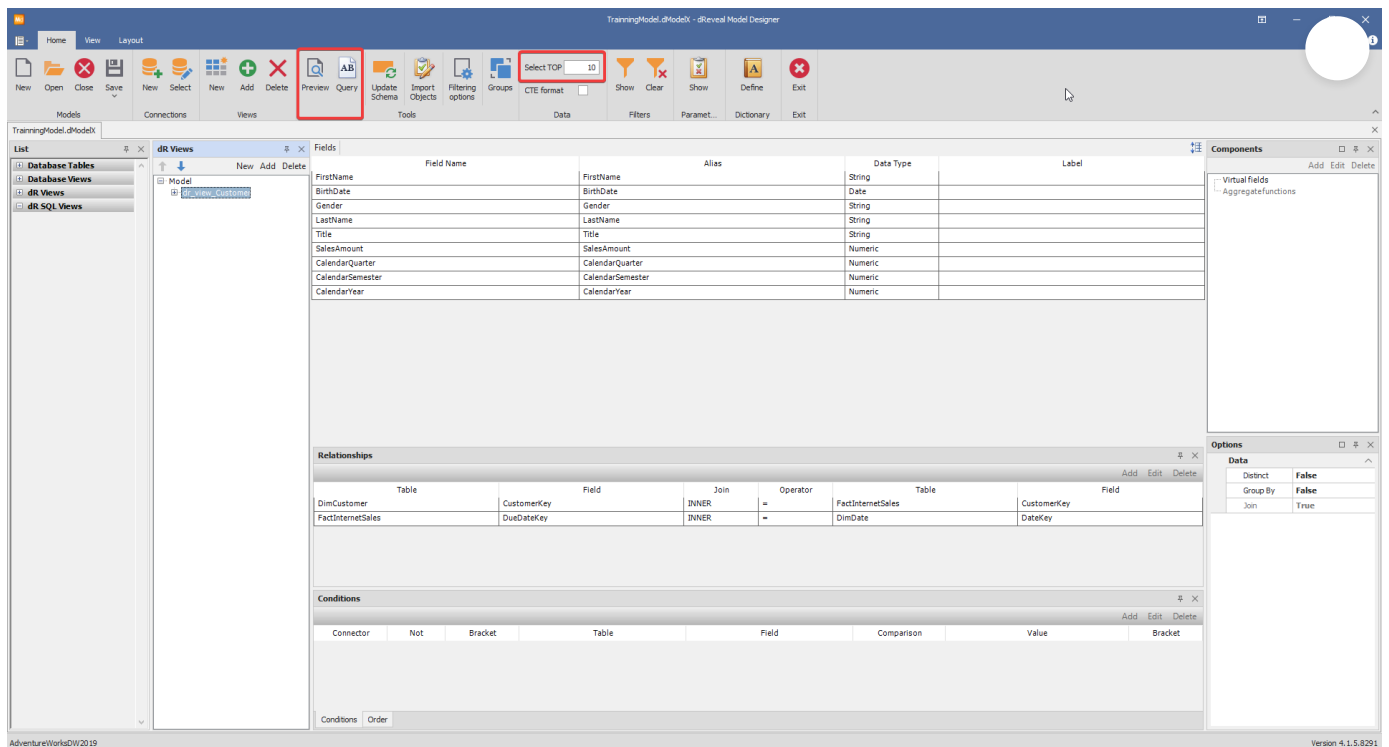 TrainningModel.dModelX - dReveal Model Designer
Home View Layout
New Open Close Save New Select New Add Delete Preview Query Update Schema Import Objects Filtering options Groups Select TOP 10 CTE format Show Clear Show Define Exit
Models Connections Views Tools Data Filters Paramet... Dictionary Exit
TrainningModel.dModelX
List
Database Tables
Database Views
dR Views
dR SQL Views
dR Views
New Add Delete
Model
dr_view_Customer
Fields
Field Name Alias Data Type Label
FirstName FirstName String
BirthDate BirthDate Date
Gender Gender String
LastName LastName String
Title Title String
SalesAmount SalesAmount Numeric
CalendarQuarter CalendarQuarter Numeric
CalendarSemester CalendarSemester Numeric
CalendarYear CalendarYear Numeric
Relationships
Add Edit Delete
Table Field Join Operator Table Field
DimCustomer CustomerKey INNER = FactInternetSales CustomerKey
FactInternetSales DueDateKey INNER = DimDate DateKey
Conditions
Add Edit Delete
Connector Not Bracket Table Field Comparison Value Bracket
Conditions Order
Components
Add Edit Delete
Virtual fields
Aggregatefunctions
Options
Data
Distinct False
Group By False
Join True
AdventureWorksDW2019
Version 4.1.5.8291